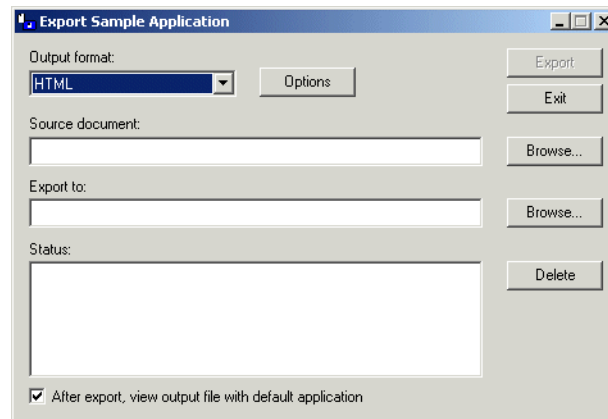 Export Sample Application
Output format:
Export
HTML
Options
Exit
Source document:
Browse...
Export to:
Browse...
Status:
Delete
After export, view output file with default application